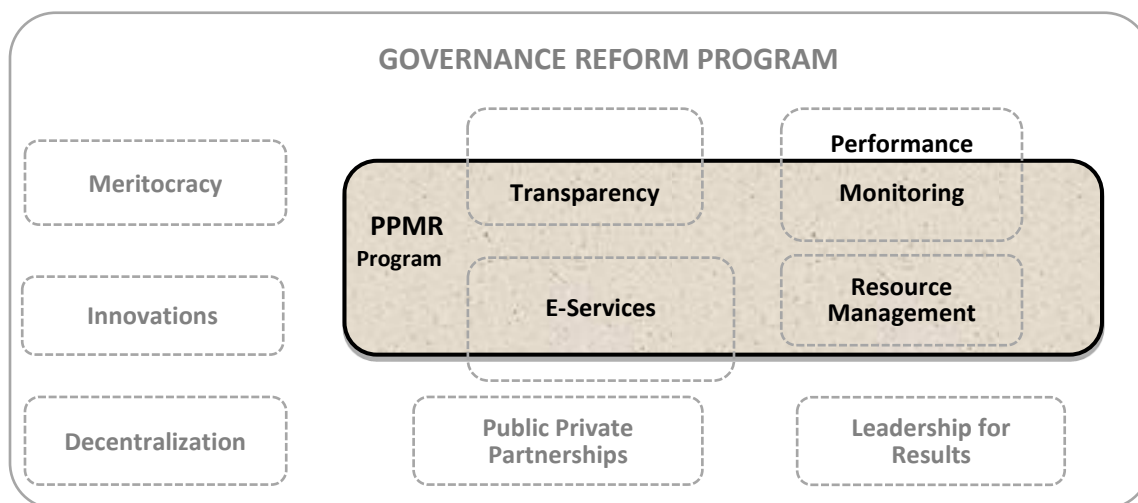 GOVERNANCE REFORM PROGRAM
Meritocracy
Performance
Transparency
Monitoring
PPMR
Program
Innovations
E-Services
Resource
Management
Decentralization
Public Private
Partnerships
Leadership for
Results